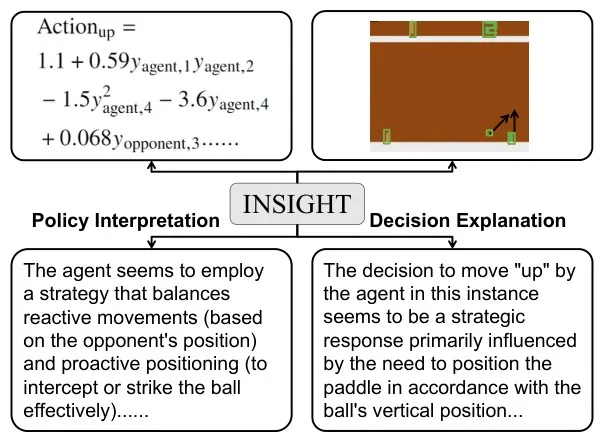 Action_up =
1.1 + 0.59y_agent,1y_agent,2
− 1.5y²_agent,4 − 3.6y_agent,4
+ 0.068y_opponent,3......
INSIGHT
Policy Interpretation
Decision Explanation
The agent seems to employ
a strategy that balances
reactive movements (based
on the opponent's position)
and proactive positioning (to
intercept or strike the ball
effectively)......
The decision to move "up" by
the agent in this instance
seems to be a strategic
response primarily influenced
by the need to position the
paddle in accordance with the
ball's vertical position...